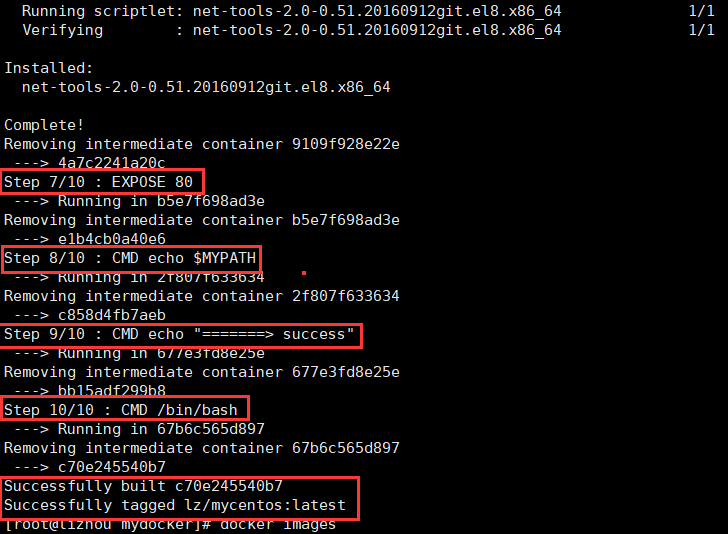 Running scriptlet: net-tools-2.0-0.51.20160912git.el8.x86_64 1/1
Verifying : net-tools-2.0-0.51.20160912git.el8.x86_64 1/1
Installed:
net-tools-2.0-0.51.20160912git.el8.x86_64
Complete!
Removing intermediate container 9109f928e22e
---> 4a7c2241a20c
Step 7/10 : EXPOSE 80
---> Running in b5e7f698ad3e
Removing intermediate container b5e7f698ad3e
---> e1b4cb0a40e6
Step 8/10 : CMD echo $MYPATH
---> Running in 2f807f633634
Removing intermediate container 2f807f633634
---> c858d4fb7aeb
Step 9/10 : CMD echo "=======> success"
---> Running in 677e3fd8e25e
Removing intermediate container 677e3fd8e25e
---> bb15adf299b8
Step 10/10 : CMD /bin/bash
---> Running in 67b6c565d897
Removing intermediate container 67b6c565d897
---> c70e245540b7
Successfully built c70e245540b7
Successfully tagged lz/mycentos:latest
[root@lizhou mydocker]# docker images